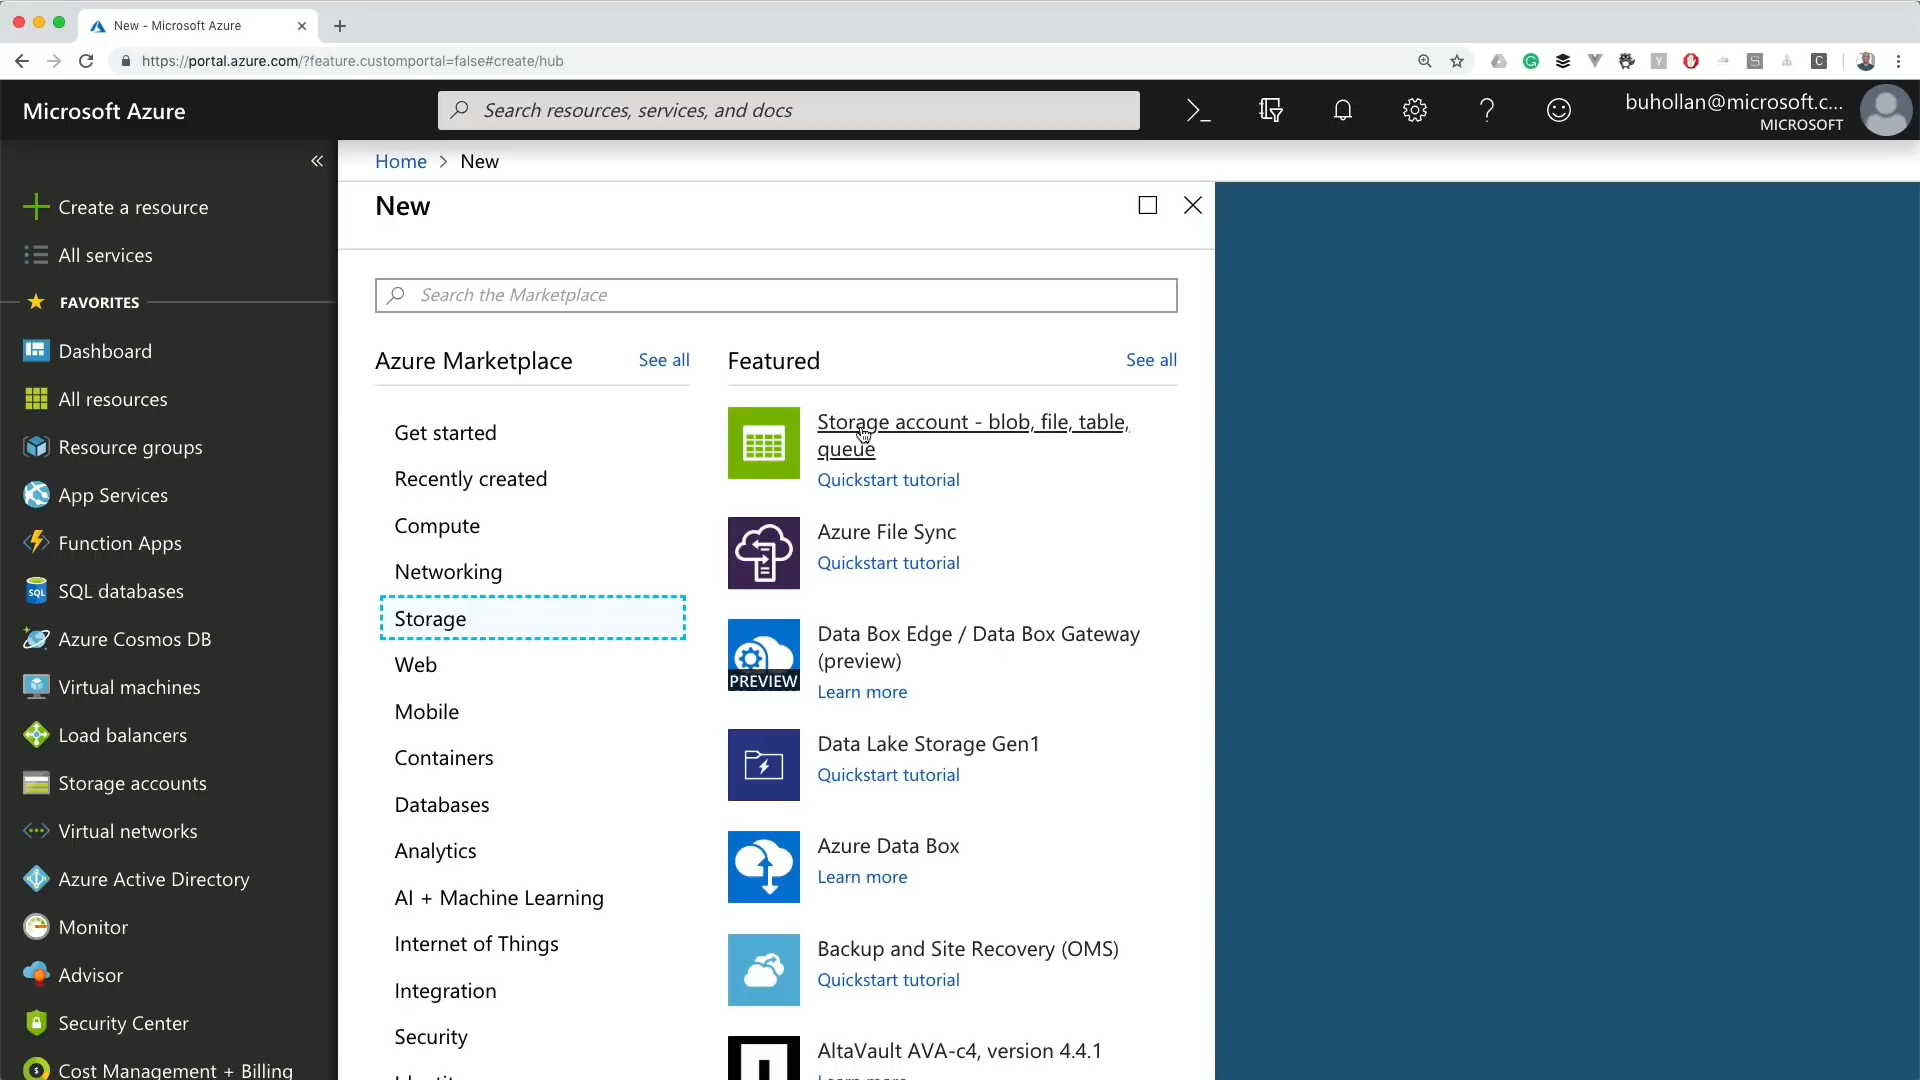 New - Microsoft Azure
https://portal.azure.com/?feature.customportal=false#create/hub
Microsoft Azure
Search resources, services, and docs
buhollan@microsoft.c...
MICROSOFT
Home > New
New
Create a resource
All services
FAVORITES
Dashboard
All resources
Resource groups
App Services
Function Apps
SQL databases
Azure Cosmos DB
Virtual machines
Load balancers
Storage accounts
Virtual networks
Azure Active Directory
Monitor
Advisor
Security Center
Cost Management + Billing
Search the Marketplace
Azure Marketplace
See all
Get started
Recently created
Compute
Networking
Storage
Web
Mobile
Containers
Databases
Analytics
AI + Machine Learning
Internet of Things
Integration
Security
Featured
See all
Storage account - blob, file, table,
queue
Quickstart tutorial
Azure File Sync
Quickstart tutorial
PREVIEW
Data Box Edge / Data Box Gateway
(preview)
Learn more
Data Lake Storage Gen1
Quickstart tutorial
Azure Data Box
Learn more
Backup and Site Recovery (OMS)
Quickstart tutorial
AltaVault AVA-c4, version 4.4.1